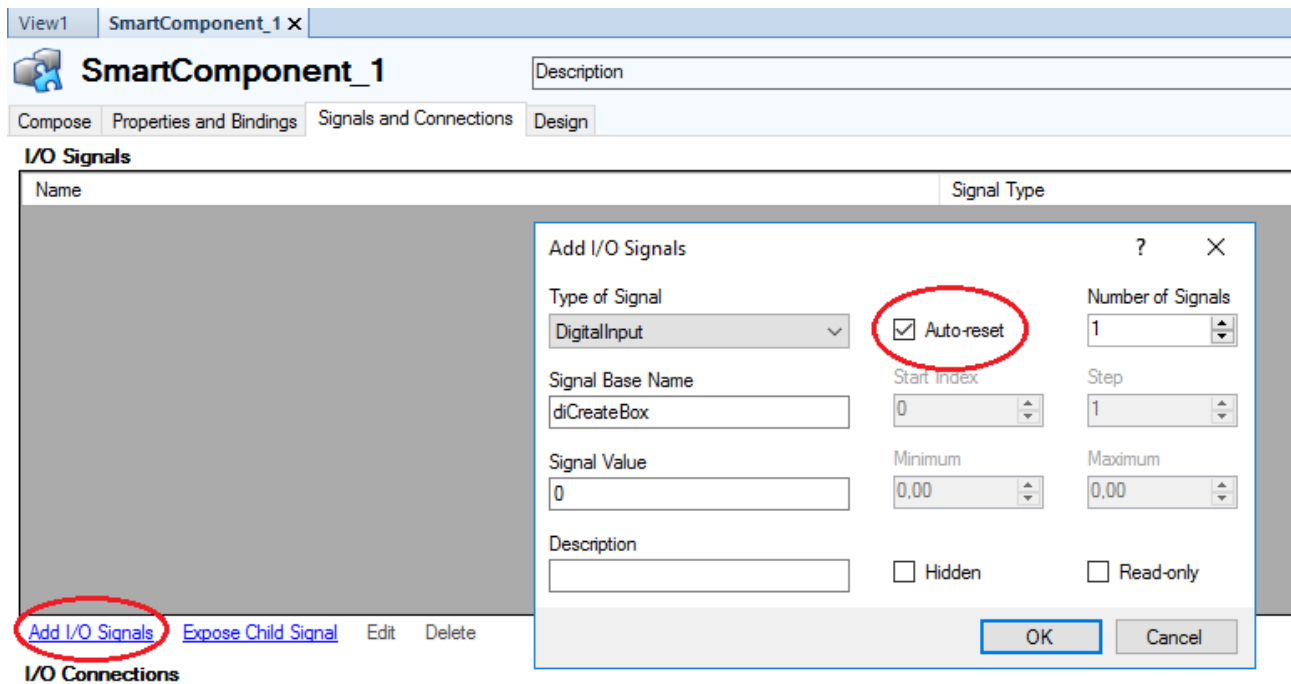 View1 SmartComponent_1 X
SmartComponent_1 Description
Compose Properties and Bindings Signals and Connections Design
I/O Signals
Name Signal Type
Add I/O Signals ? X
Type of Signal Number of Signals
DigitalInput Auto-reset 1
Signal Base Name Start Index Step
diCreateBox 0 1
Signal Value Minimum Maximum
0 0,00 0,00
Description
Hidden Read-only
OK Cancel
Add I/O Signals Expose Child Signal Edit Delete
I/O Connections